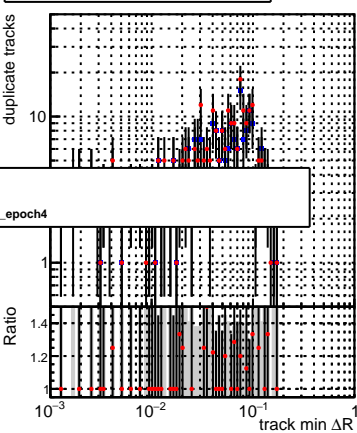 duplicate tracks
10
_epoch4
1
Ratio
1.4
1.2
1
10⁻³ 10⁻² 10⁻¹ 1
track min ΔR